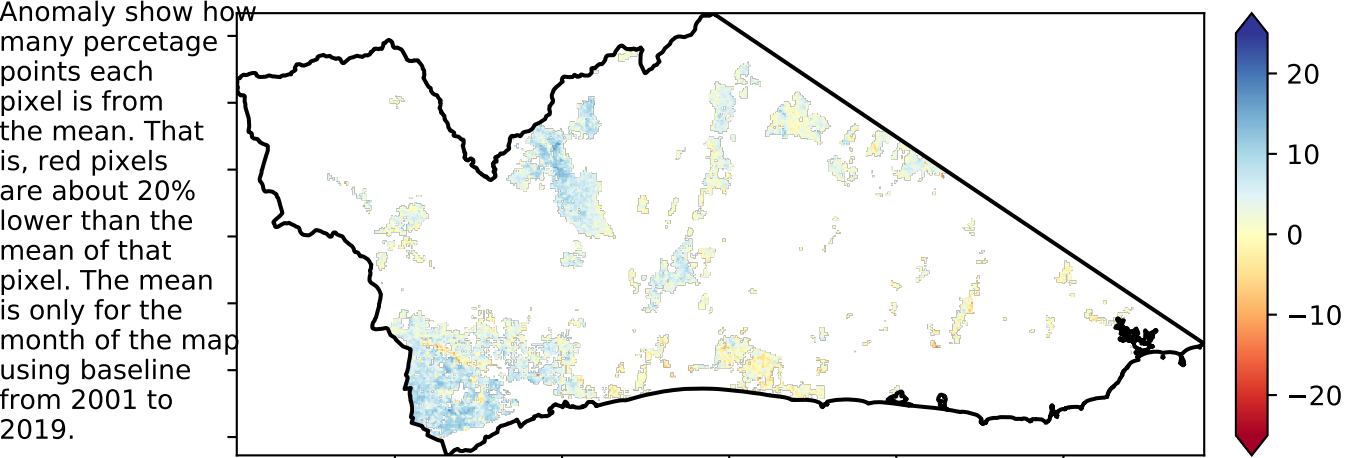 Anomaly show how
many percetage
points each
pixel is from
the mean. That
is, red pixels
are about 20%
lower than the
mean of that
pixel. The mean
is only for the
month of the map
using baseline
from 2001 to
2019.
20
10
0
−10
−20